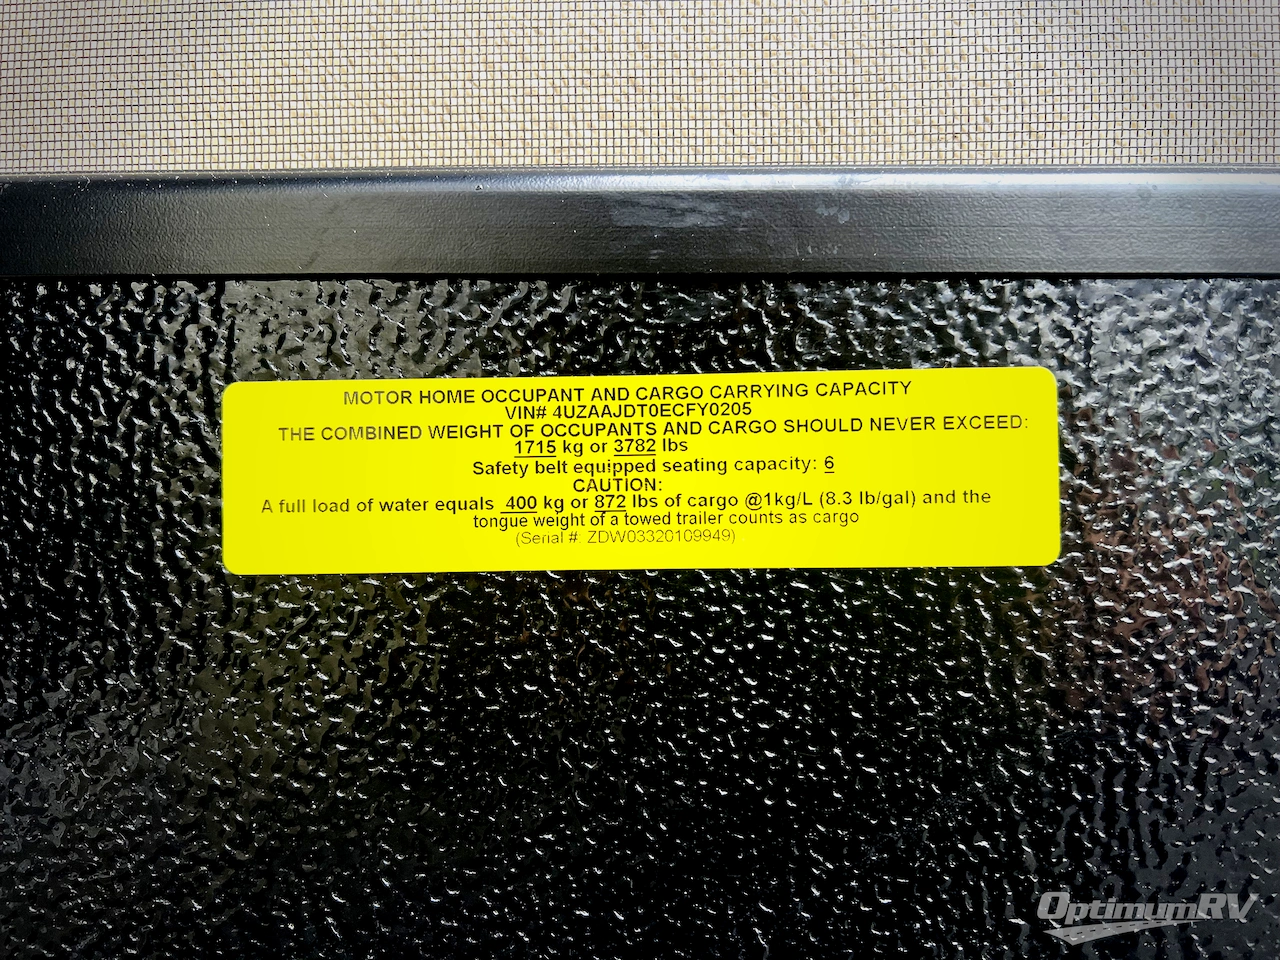 MOTOR HOME OCCUPANT AND CARGO CARRYING CAPACITY
VIN# 4UZAAJDT0ECFY0205
THE COMBINED WEIGHT OF OCCUPANTS AND CARGO SHOULD NEVER EXCEED:
1715 kg or 3782 lbs
Safety belt equipped seating capacity: 6
CAUTION:
A full load of water equals 400 kg or 872 lbs of cargo @1kg/L (8.3 lb/gal) and the
tongue weight of a towed trailer counts as cargo
(Serial #: ZDW03320109949)
OptimumRV